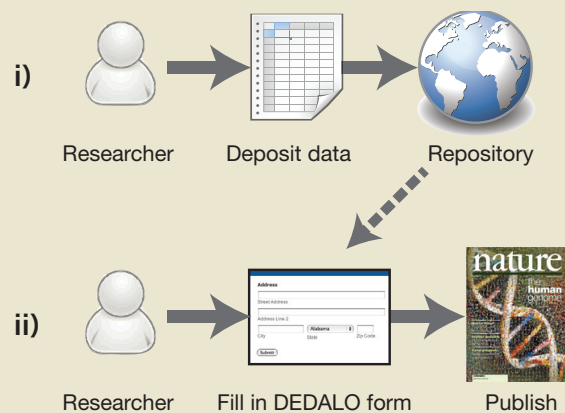 i)
Researcher
Deposit data
Repository
ii)
Address
Street Address
Address Line 2
City
Alabama
State
Zip Code
Submit
nature
the
human
genome
Researcher
Fill in DEDALO form
Publish